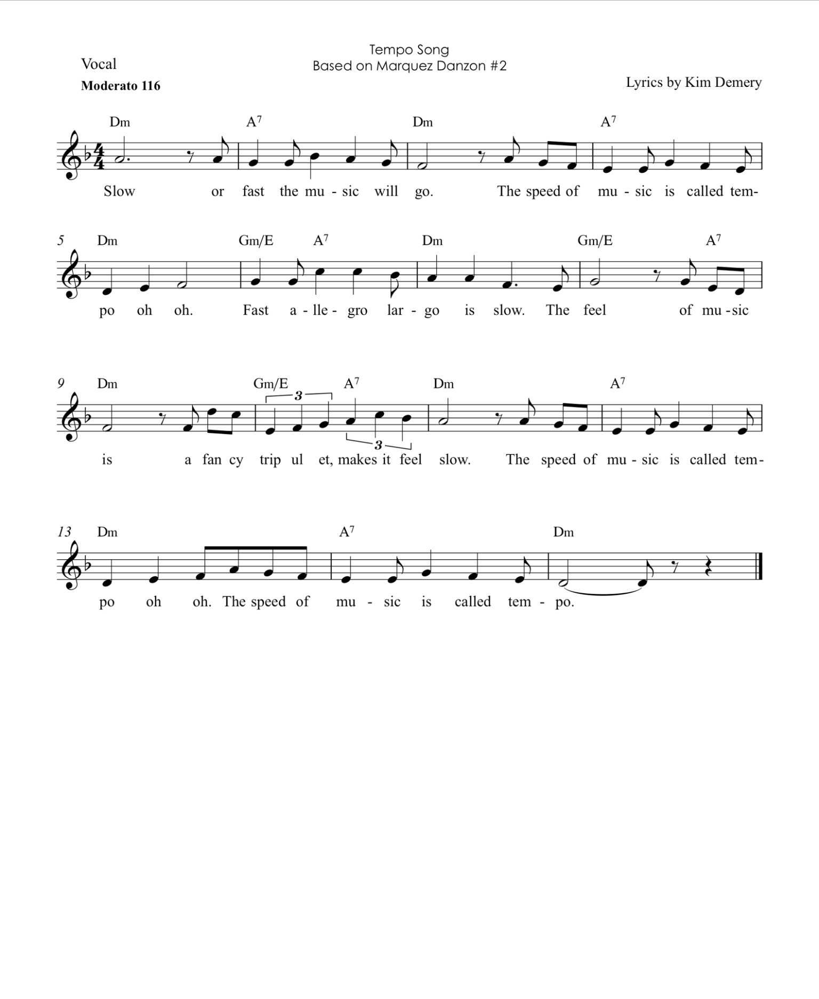 Tempo Song
Based on Marquez Danzon #2
Vocal
Moderato 116
Lyrics by Kim Demery
Dm A7 Dm A7
4
4
Slow or fast the mu - sic will go. The speed of mu - sic is called tem-
5 Dm Gm/E A7 Dm Gm/E A7
po oh oh. Fast a - lle - gro lar - go is slow. The feel of mu -sic
9 Dm Gm/E A7 Dm A7
3
3
is a fan cy trip ul et, makes it feel slow. The speed of mu - sic is called tem-
13 Dm A7 Dm
po oh oh. The speed of mu - sic is called tem - po.